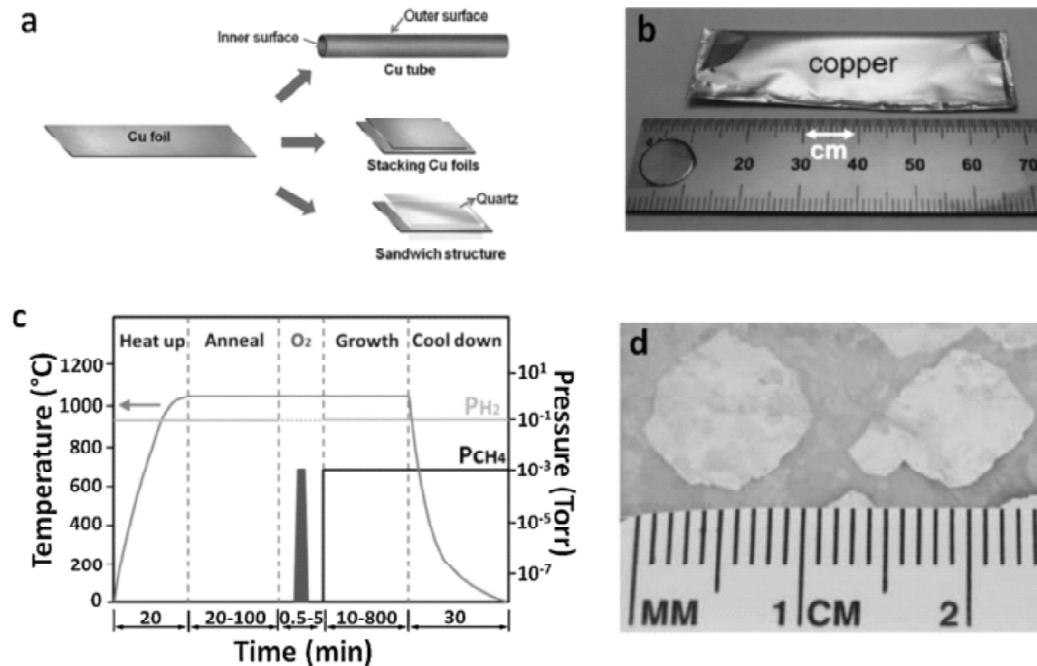 a
Outer surface
Inner surface
Cu tube
Cu foil
Stacking Cu foils
Quartz
Sandwich structure
b
copper
cm
20 30 40 50 60 70
c
Heat up Anneal O2 Growth Cool down
1200
1000
800
600
400
200
0
Temperature (°C)
PH2
PCH4
10¹
10-1
10-3
10-5
10-7
Pressure (Torr)
20 20-100 0.5-5 10-800 30
Time (min)
d
MM 1 CM 2